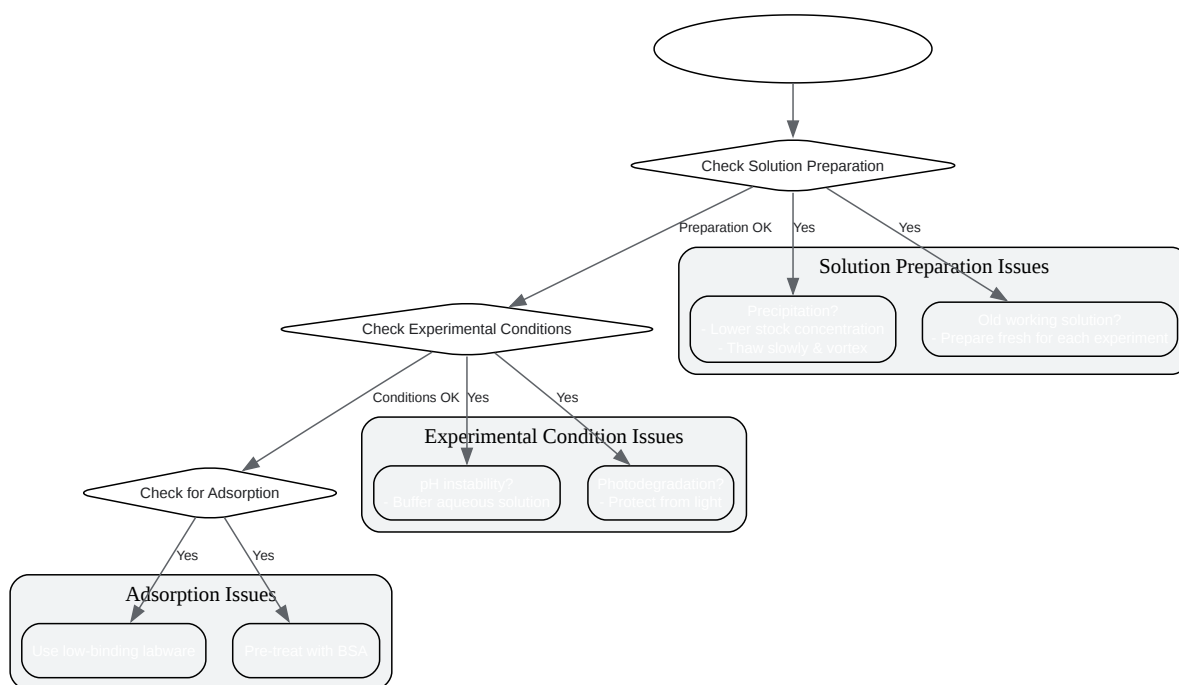 Check Solution Preparation
Preparation OK
Yes
Yes
Solution Preparation Issues
Precipitation?
- Lower stock concentration
- Thaw slowly & vortex
Old working solution?
- Prepare fresh for each experiment
Check Experimental Conditions
Conditions OK
Yes
Yes
Experimental Condition Issues
pH instability?
- Buffer aqueous solution
Photodegradation?
- Protect from light
Check for Adsorption
Yes
Yes
Adsorption Issues
Use low-binding labware
Pre-treat with BSA